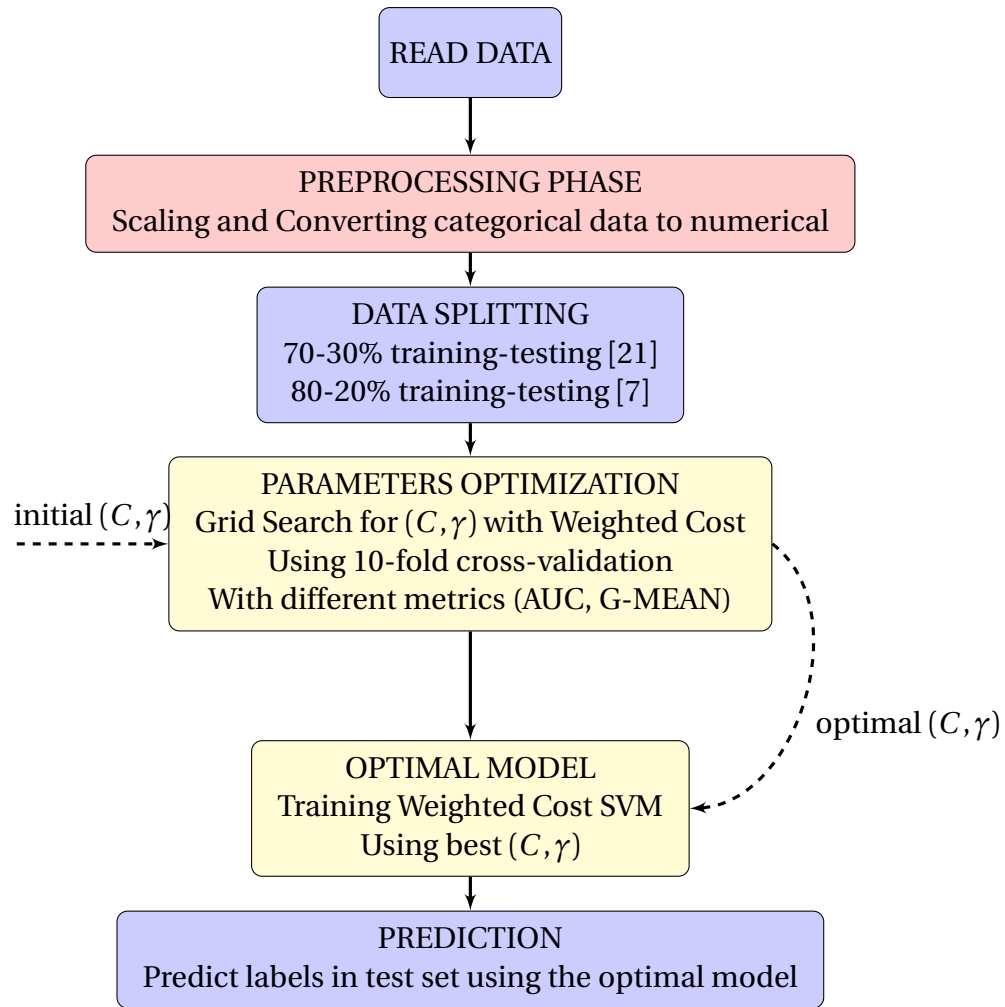 READ DATA
PREPROCESSING PHASE
Scaling and Converting categorical data to numerical
DATA SPLITTING
70-30% training-testing [21]
80-20% training-testing [7]
PARAMETERS OPTIMIZATION
initial (C,γ)
Grid Search for (C,γ) with Weighted Cost
Using 10-fold cross-validation
With different metrics (AUC, G-MEAN)
optimal (C,γ)
OPTIMAL MODEL
Training Weighted Cost SVM
Using best (C,γ)
PREDICTION
Predict labels in test set using the optimal model